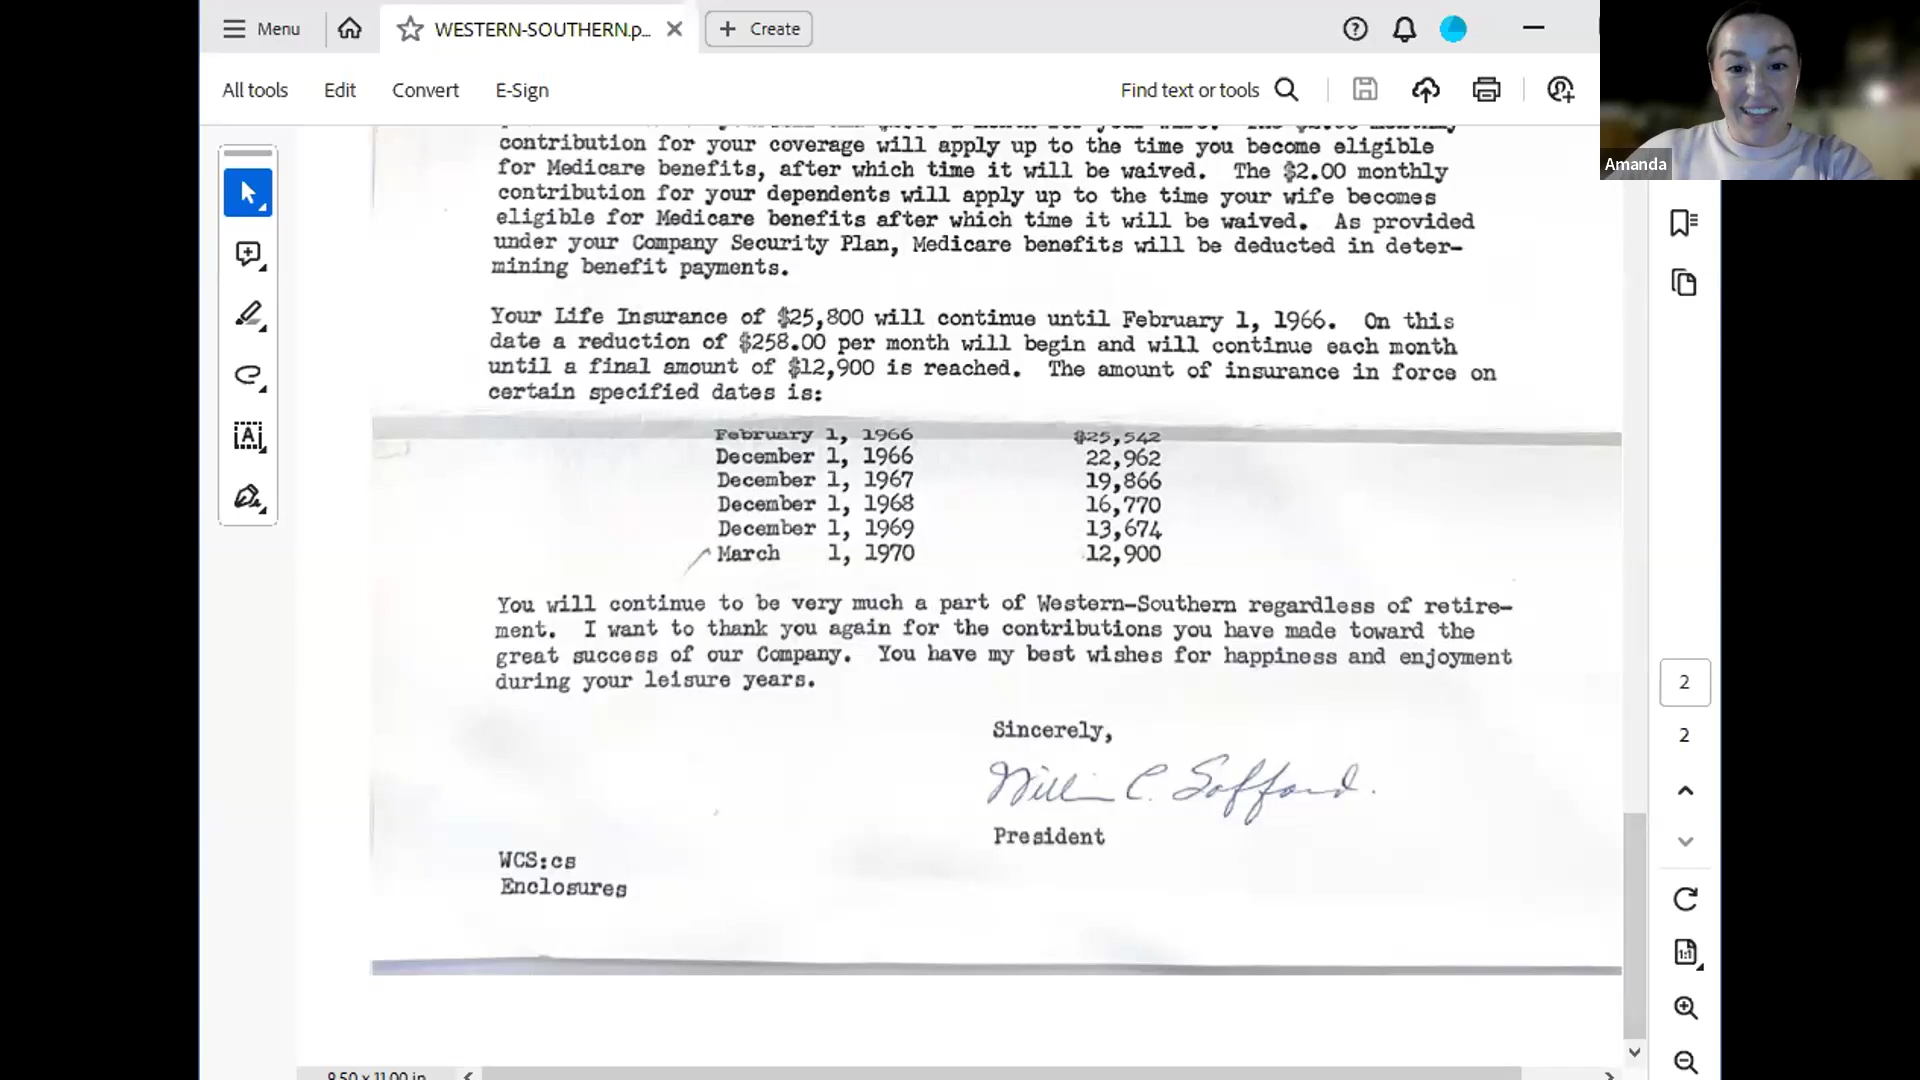 Menu
WESTERN-SOUTHERN.p...
Create
All tools
Edit
Convert
E-Sign
Find text or tools
Amanda
contribution for your coverage will apply up to the time you become eligible
for Medicare benefits, after which time it will be waived. The $2.00 monthly
contribution for your dependents will apply up to the time your wife becomes
eligible for Medicare benefits after which time it will be waived. As provided
under your Company Security Plan, Medicare benefits will be deducted in deter-
mining benefit payments.
Your Life Insurance of $25,800 will continue until February 1, 1966. On this
date a reduction of $258.00 per month will begin and will continue each month
until a final amount of $12,900 is reached. The amount of insurance in force on
certain specified dates is:
February 1, 1966 $25,542
December 1, 1966 22,962
December 1, 1967 19,866
December 1, 1968 16,770
December 1, 1969 13,674
March 1, 1970 12,900
You will continue to be very much a part of Western-Southern regardless of retire-
ment. I want to thank you again for the contributions you have made toward the
great success of our Company. You have my best wishes for happiness and enjoyment
during your leisure years.
Sincerely,
William C. Safford.
President
WCS:cs
Enclosures
2
2
1:1
8.50 x 11.00 in